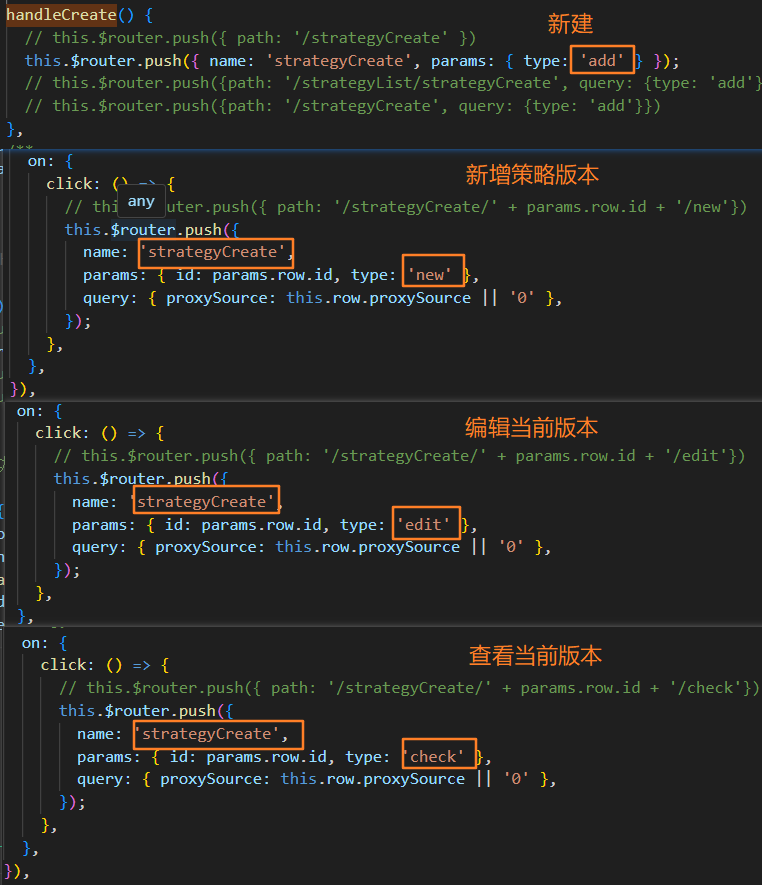 handleCreate() {
新建
// this.$router.push({ path: '/strategyCreate' })
this.$router.push({ name: 'strategyCreate', params: { type: 'add' } });
// this.$router.push({path: '/strategyList/strategyCreate', query: {type: 'add'}
// this.$router.push({path: '/strategyCreate', query: {type: 'add'}})
},
/**
on: {
新增策略版本
click: () => {
any
// thi outer.push({ path: '/strategyCreate/' + params.row.id + '/new'})
this.$router.push({
name: 'strategyCreate',
params: { id: params.row.id, type: 'new' },
query: { proxySource: this.row.proxySource || '0' },
});
},
},
}),
on: {
编辑当前版本
click: () => {
// this.$router.push({ path: '/strategyCreate/' + params.row.id + '/edit'})
this.$router.push({
name: 'strategyCreate',
params: { id: params.row.id, type: 'edit' },
query: { proxySource: this.row.proxySource || '0' },
});
},
},
on: {
查看当前版本
click: () => {
// this.$router.push({ path: '/strategyCreate/' + params.row.id + '/check'})
this.$router.push({
name: 'strategyCreate',
params: { id: params.row.id, type: 'check' },
query: { proxySource: this.row.proxySource || '0' },
});
},
},
}),